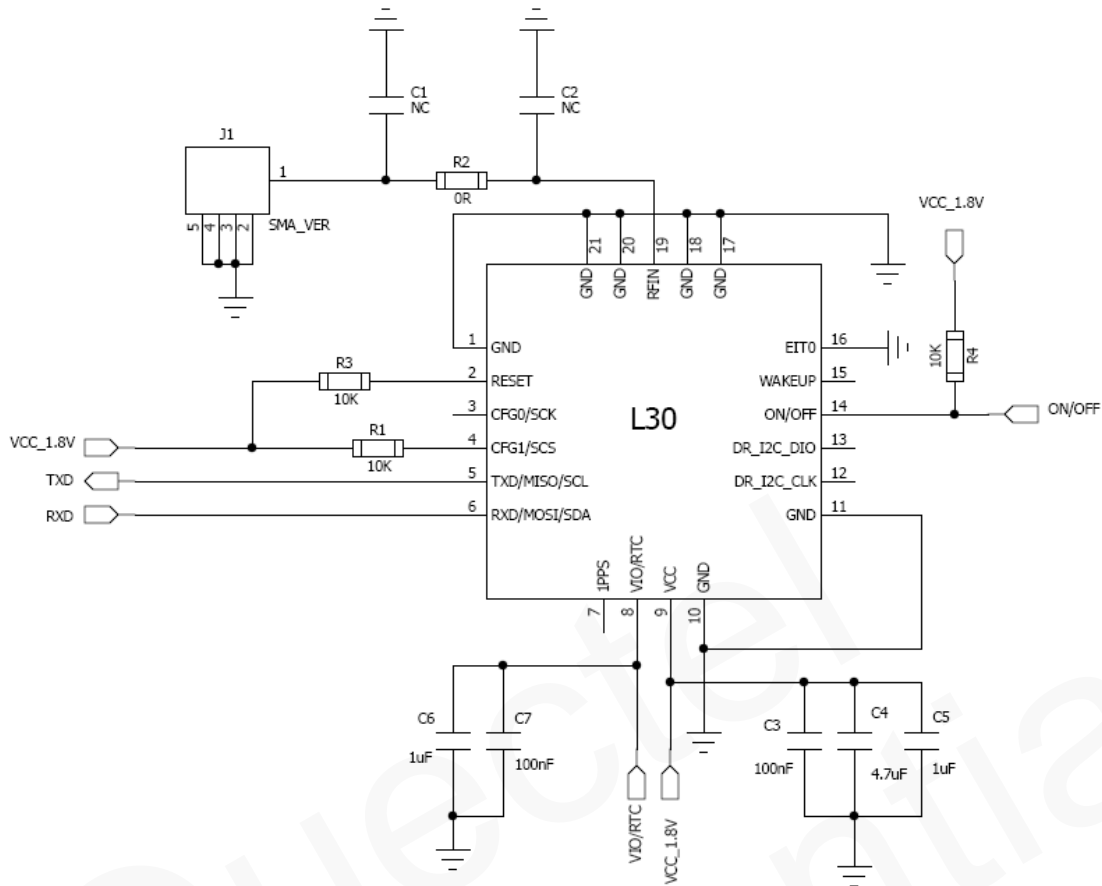 C1
NC
C2
NC
J1
1
R2
0R
5
4
3
2
SMA_VER
VCC_1.8V
21
20
19
18
17
GND
GND
RFIN
GND
GND
10K
R4
1
GND
EIT0
16
R3
10K
2
RESET
WAKEUP
15
3
CFG0/SCK
L30
ON/OFF
14
ON/OFF
VCC_1.8V
R1
10K
4
CFG1/SCS
DR_I2C_DIO
13
TXD
5
TXD/MISO/SCL
DR_I2C_CLK
12
RXD
6
RXD/MOSI/SDA
GND
11
1PPS
VIO/RTC
VCC
GND
7
8
9
10
C6
1uF
C7
100nF
C3
100nF
C4
4.7uF
C5
1uF
VIO/RTC
VCC_1.8V